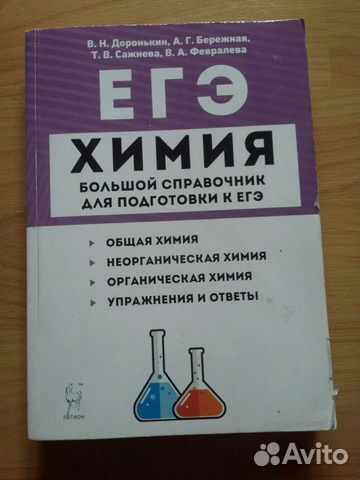 В. Н. Доронькин, А. Г. Бережная,
Т. В. Сажнева, В. А. Февралева
ЕГЭ
ХИМИЯ
БОЛЬШОЙ СПРАВОЧНИК
ДЛЯ ПОДГОТОВКИ К ЕГЭ
ОБЩАЯ ХИМИЯ
НЕОРГАНИЧЕСКАЯ ХИМИЯ
ОРГАНИЧЕСКАЯ ХИМИЯ
УПРАЖНЕНИЯ И ОТВЕТЫ
ЛЕГИОН
Avito